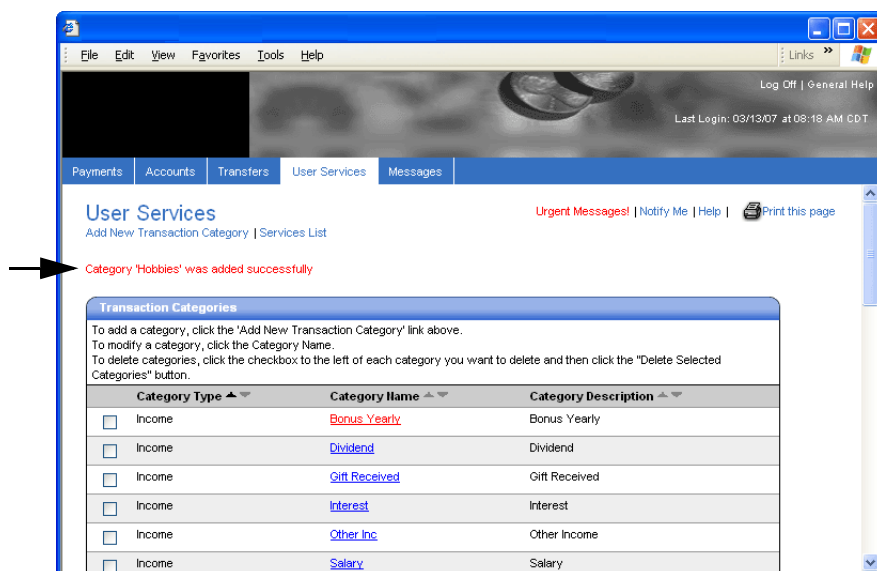 File Edit View Favorites Tools Help Links »
Log Off | General Help
Last Login: 03/13/07 at 08:18 AM CDT
Payments Accounts Transfers User Services Messages
User Services
Urgent Messages! | Notify Me | Help | Print this page
Add New Transaction Category | Services List
Category 'Hobbies' was added successfully
Transaction Categories
To add a category, click the 'Add New Transaction Category' link above.
To modify a category, click the Category Name.
To delete categories, click the checkbox to the left of each category you want to delete and then click the "Delete Selected
Categories" button.
Category Type Category Name Category Description
Income Bonus Yearly Bonus Yearly
Income Dividend Dividend
Income Gift Received Gift Received
Income Interest Interest
Income Other Inc Other Income
Income Salary Salary